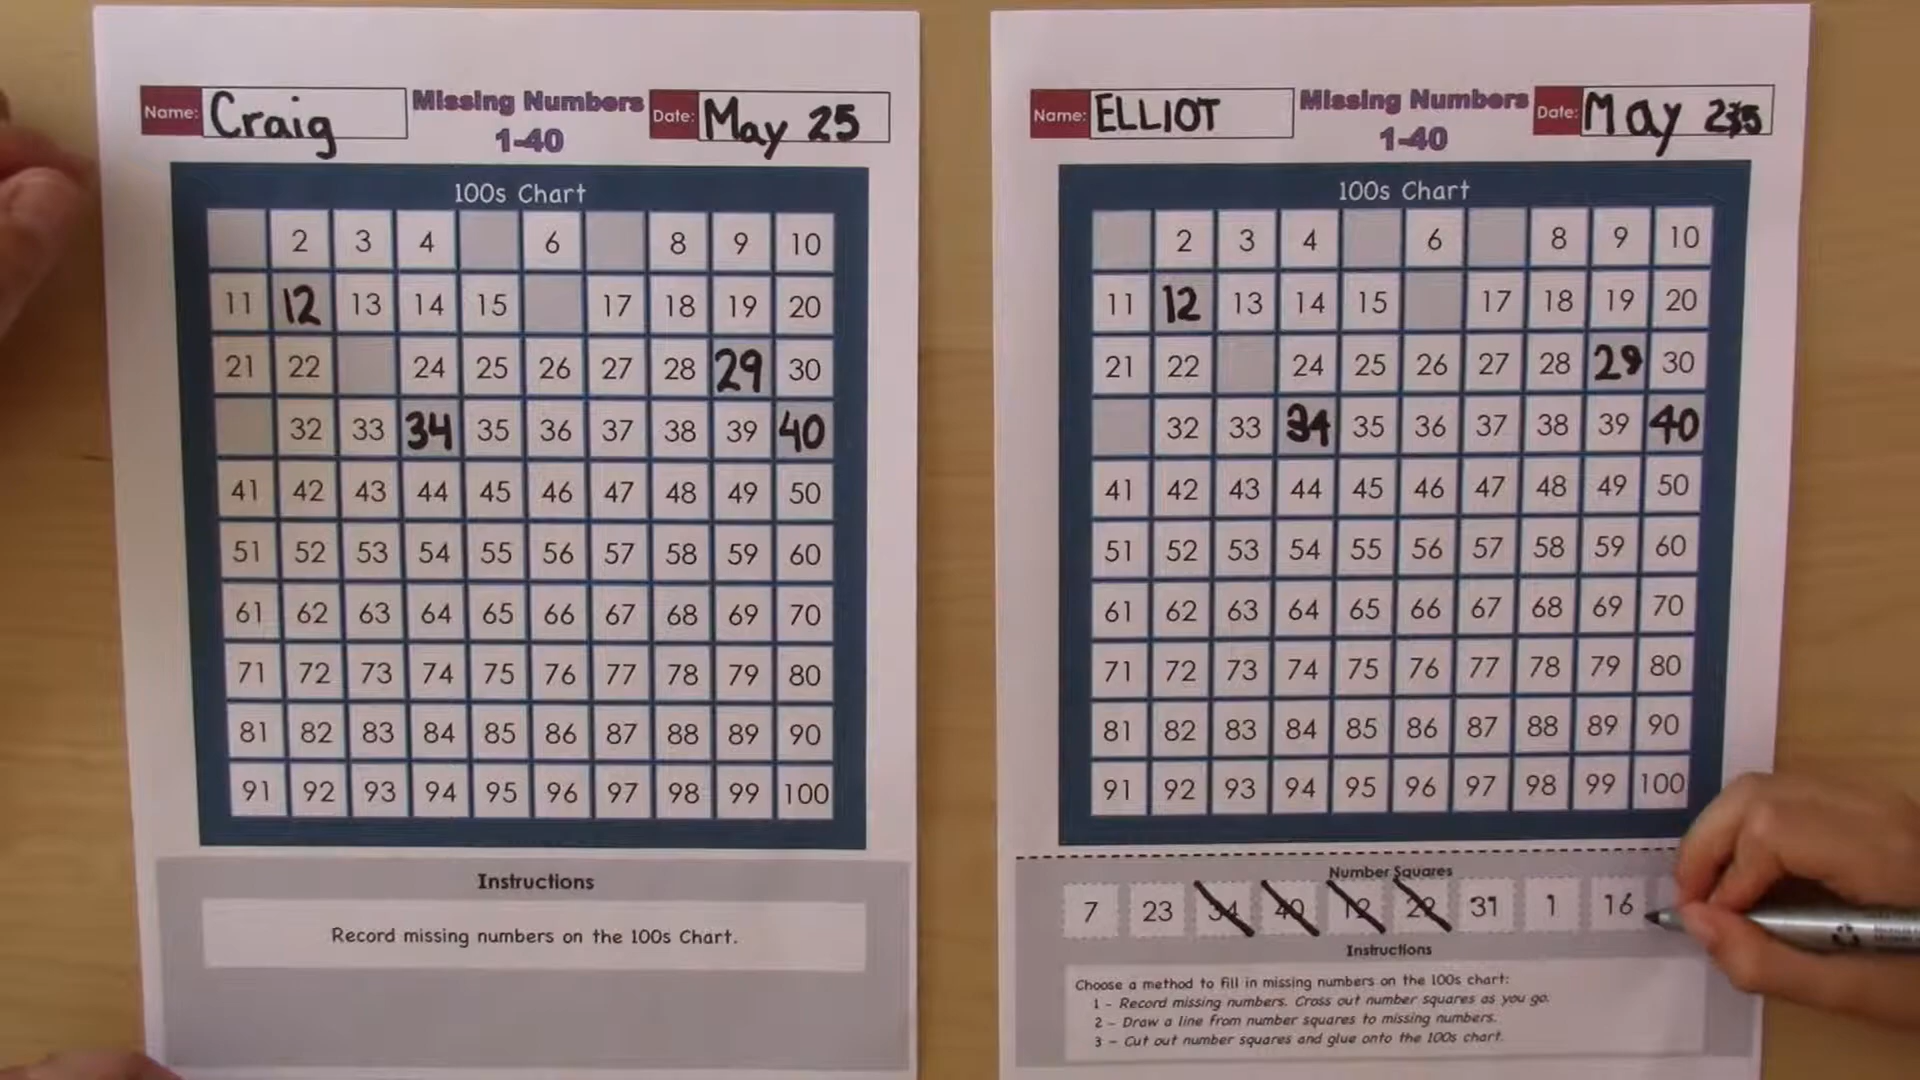 Name: Craig Missing Numbers Date: May 25
1-40
100s Chart
2 3 4 6 8 9 10
11 12 13 14 15 17 18 19 20
21 22 24 25 26 27 28 29 30
32 33 34 35 36 37 38 39 40
41 42 43 44 45 46 47 48 49 50
51 52 53 54 55 56 57 58 59 60
61 62 63 64 65 66 67 68 69 70
71 72 73 74 75 76 77 78 79 80
81 82 83 84 85 86 87 88 89 90
91 92 93 94 95 96 97 98 99 100
Instructions
Record missing numbers on the 100s Chart.
Name: ELLIOT Missing Numbers Date: May 25
1-40
100s Chart
2 3 4 6 8 9 10
11 12 13 14 15 17 18 19 20
21 22 24 25 26 27 28 29 30
32 33 34 35 36 37 38 39 40
41 42 43 44 45 46 47 48 49 50
51 52 53 54 55 56 57 58 59 60
61 62 63 64 65 66 67 68 69 70
71 72 73 74 75 76 77 78 79 80
81 82 83 84 85 86 87 88 89 90
91 92 93 94 95 96 97 98 99 100
Number Squares
7 23 34 40 12 29 31 1 16
Instructions
Choose a method to fill in missing numbers on the 100s chart:
1 - Record missing numbers. Cross out number squares as you go.
2 - Draw a line from number squares to missing numbers.
3 - Cut out number squares and glue onto the 100s chart.